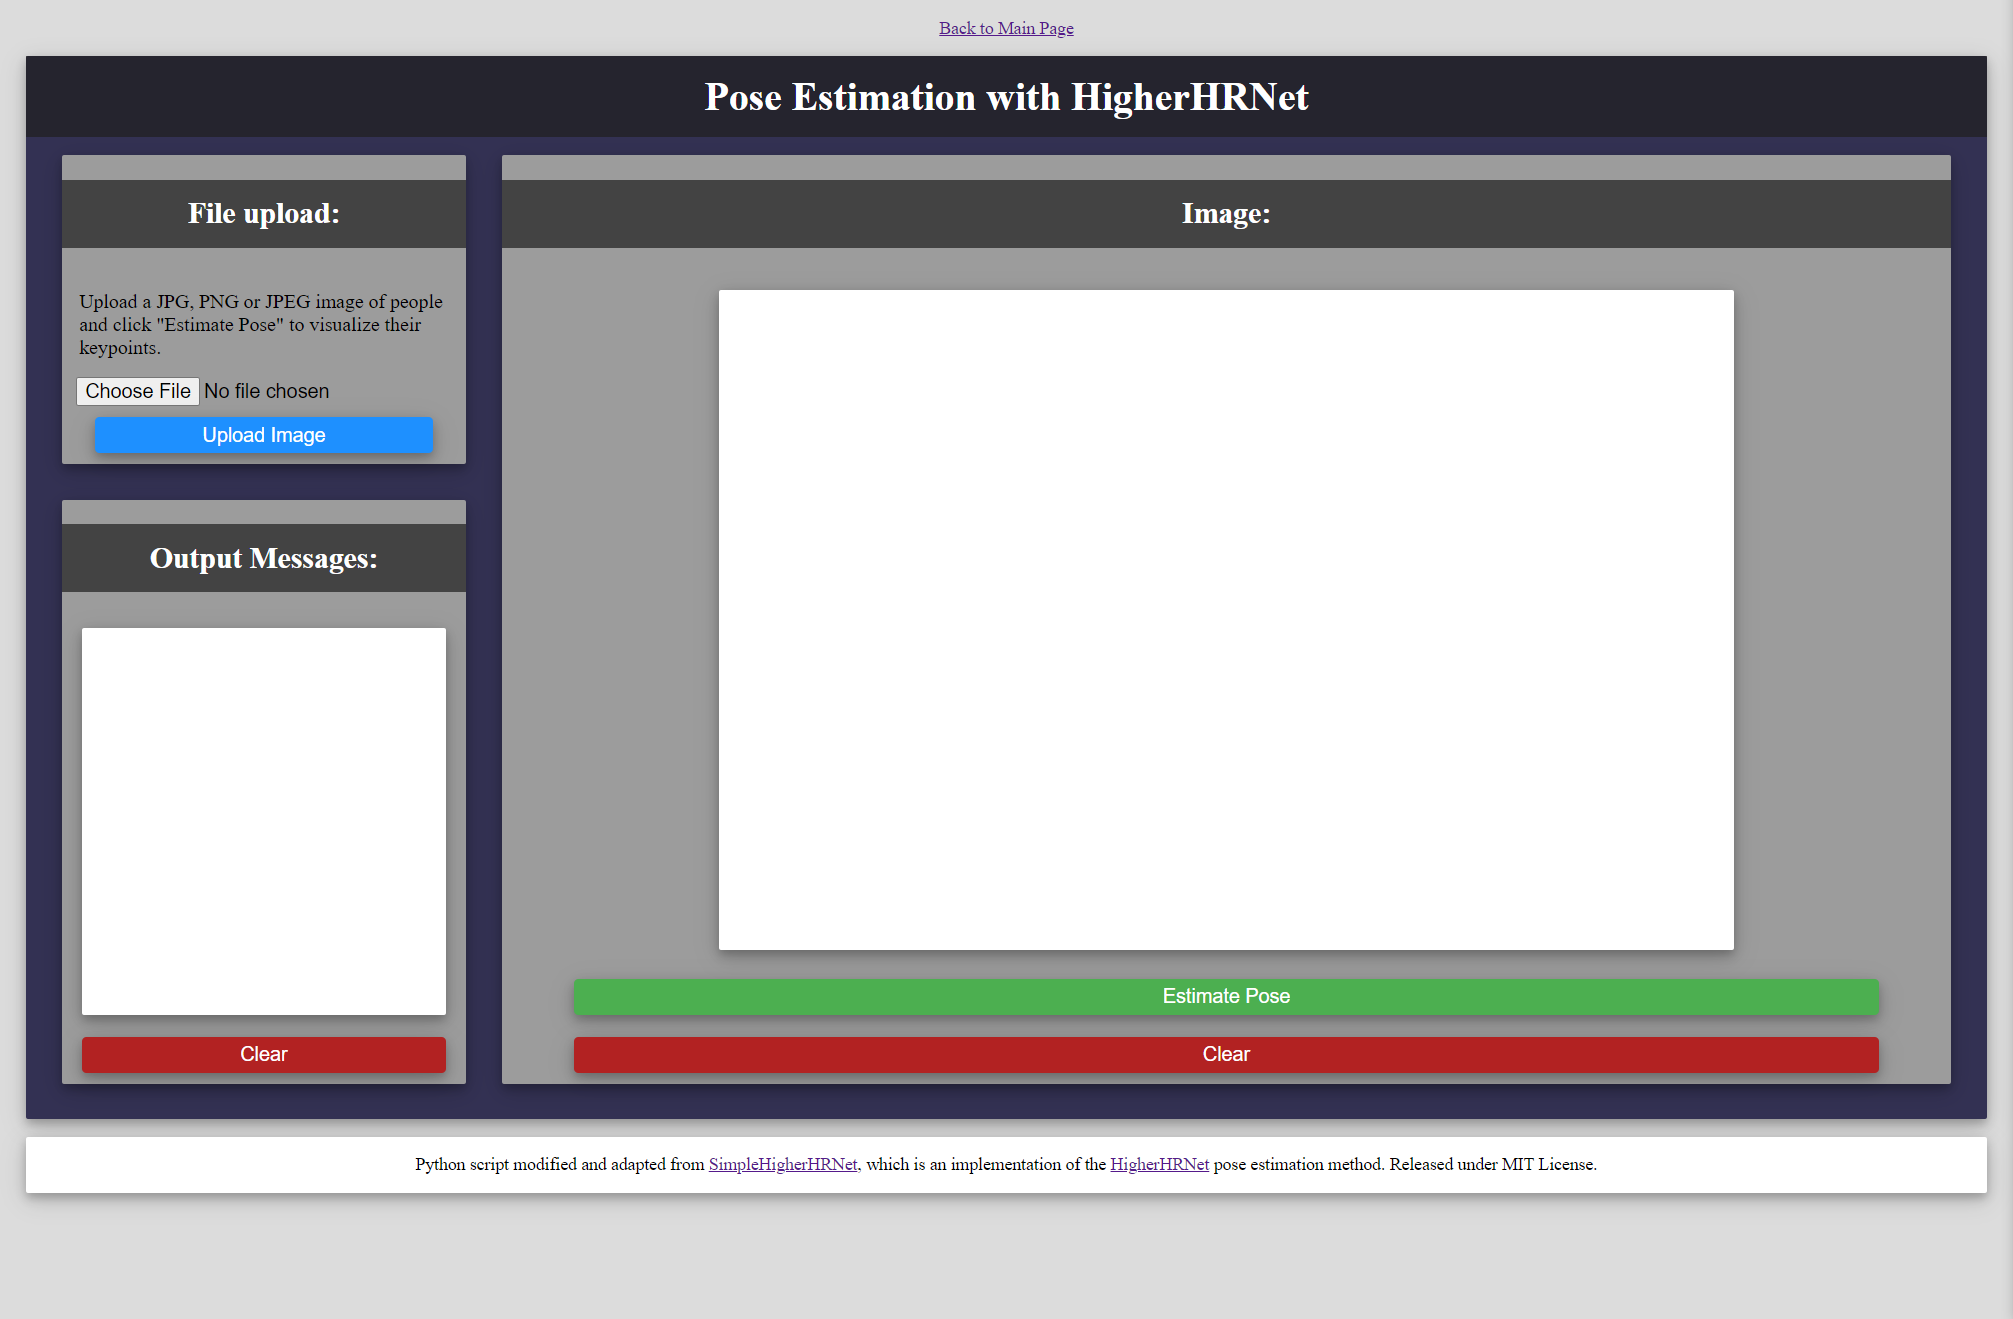 Back to Main Page
Pose Estimation with HigherHRNet
File upload:
Upload a JPG, PNG or JPEG image of people
and click "Estimate Pose" to visualize their
keypoints.
Choose File No file chosen
Upload Image
Output Messages:
Clear
Image:
Estimate Pose
Clear
Python script modified and adapted from SimpleHigherHRNet, which is an implementation of the HigherHRNet pose estimation method. Released under MIT License.